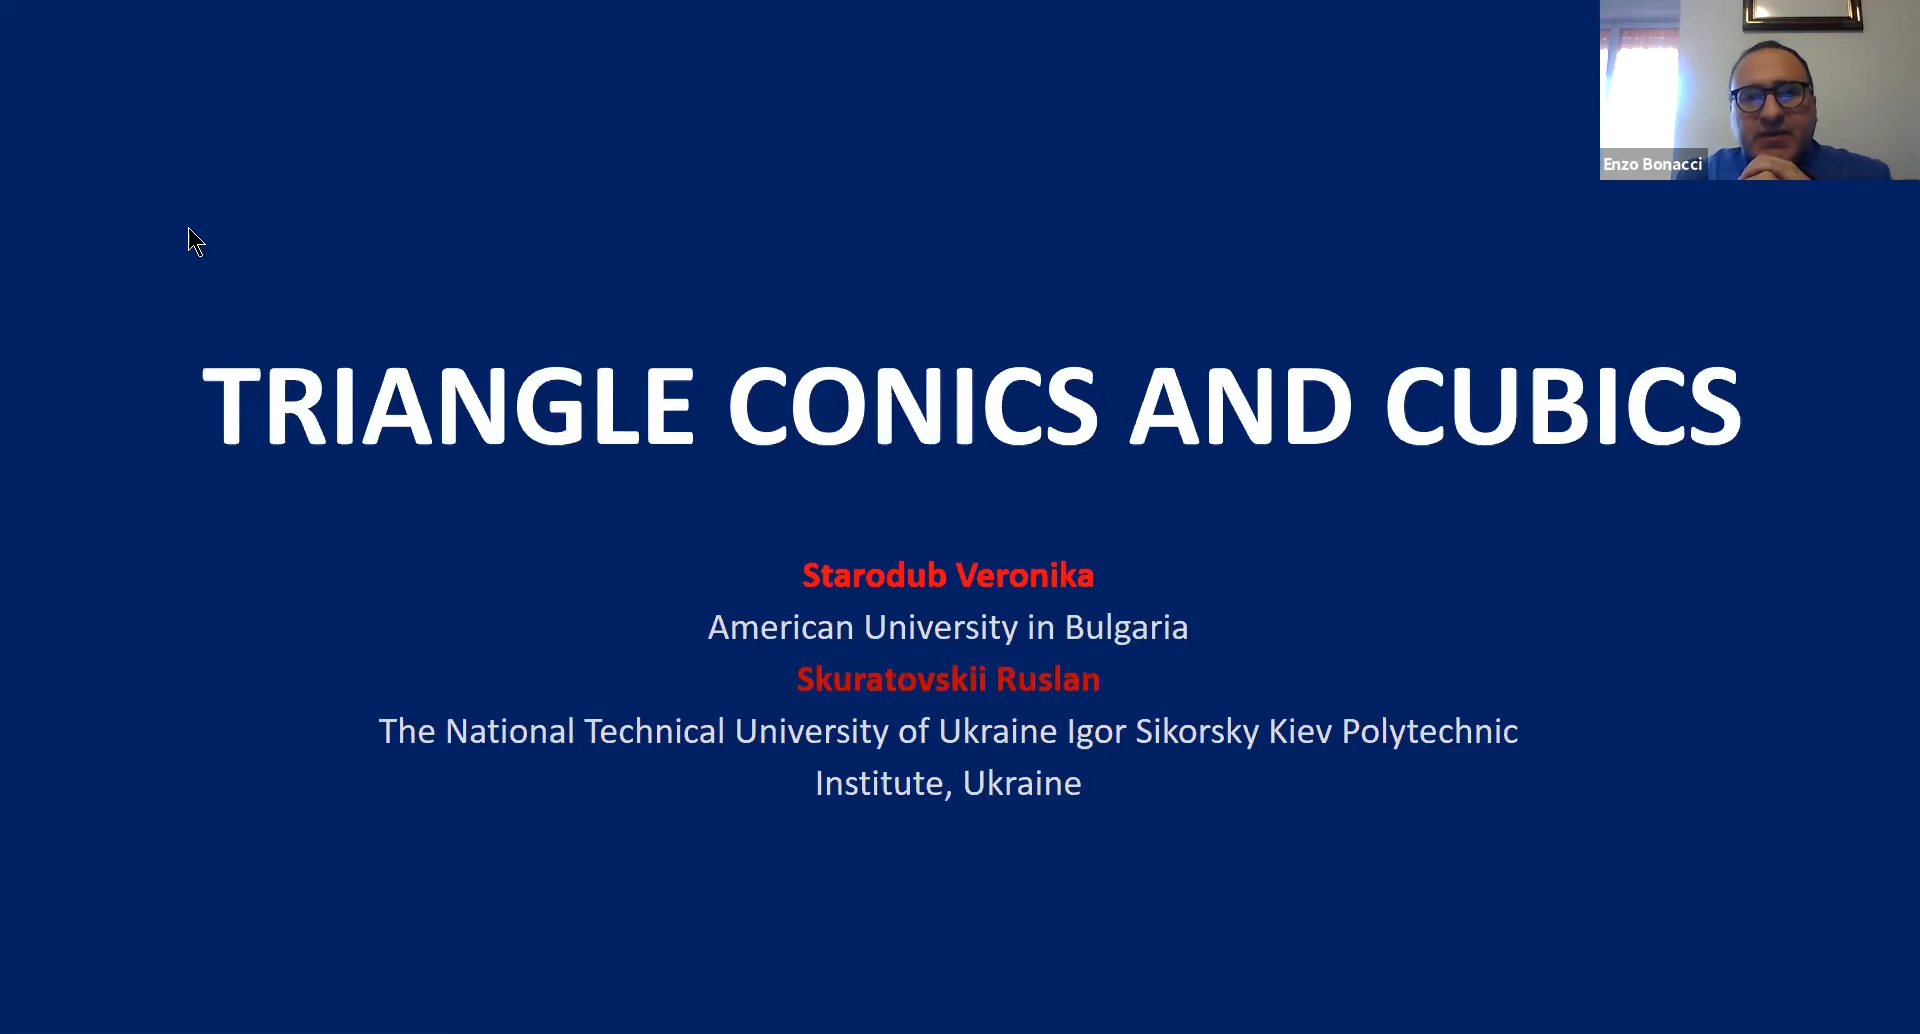 Enzo Bonacci
TRIANGLE CONICS AND CUBICS
Starodub Veronika
American University in Bulgaria
Skuratovskii Ruslan
The National Technical University of Ukraine Igor Sikorsky Kiev Polytechnic
Institute, Ukraine